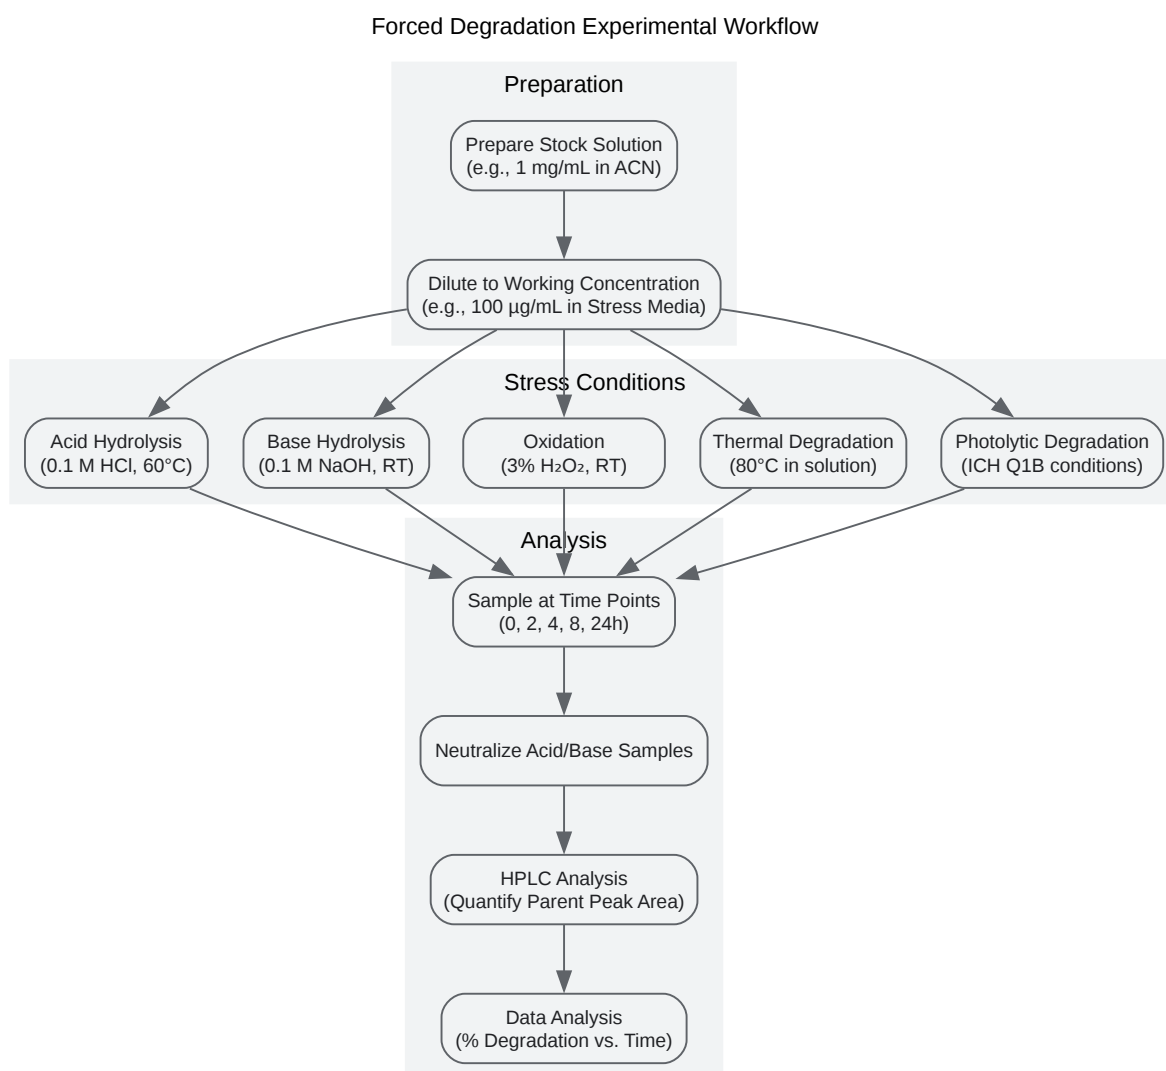 Forced Degradation Experimental Workflow
Preparation
Prepare Stock Solution
(e.g., 1 mg/mL in ACN)
Dilute to Working Concentration
(e.g., 100 µg/mL in Stress Media)
Stress Conditions
Acid Hydrolysis
(0.1 M HCl, 60°C)
Base Hydrolysis
(0.1 M NaOH, RT)
Oxidation
(3% H₂O₂, RT)
Thermal Degradation
(80°C in solution)
Photolytic Degradation
(ICH Q1B conditions)
Analysis
Sample at Time Points
(0, 2, 4, 8, 24h)
Neutralize Acid/Base Samples
HPLC Analysis
(Quantify Parent Peak Area)
Data Analysis
(% Degradation vs. Time)